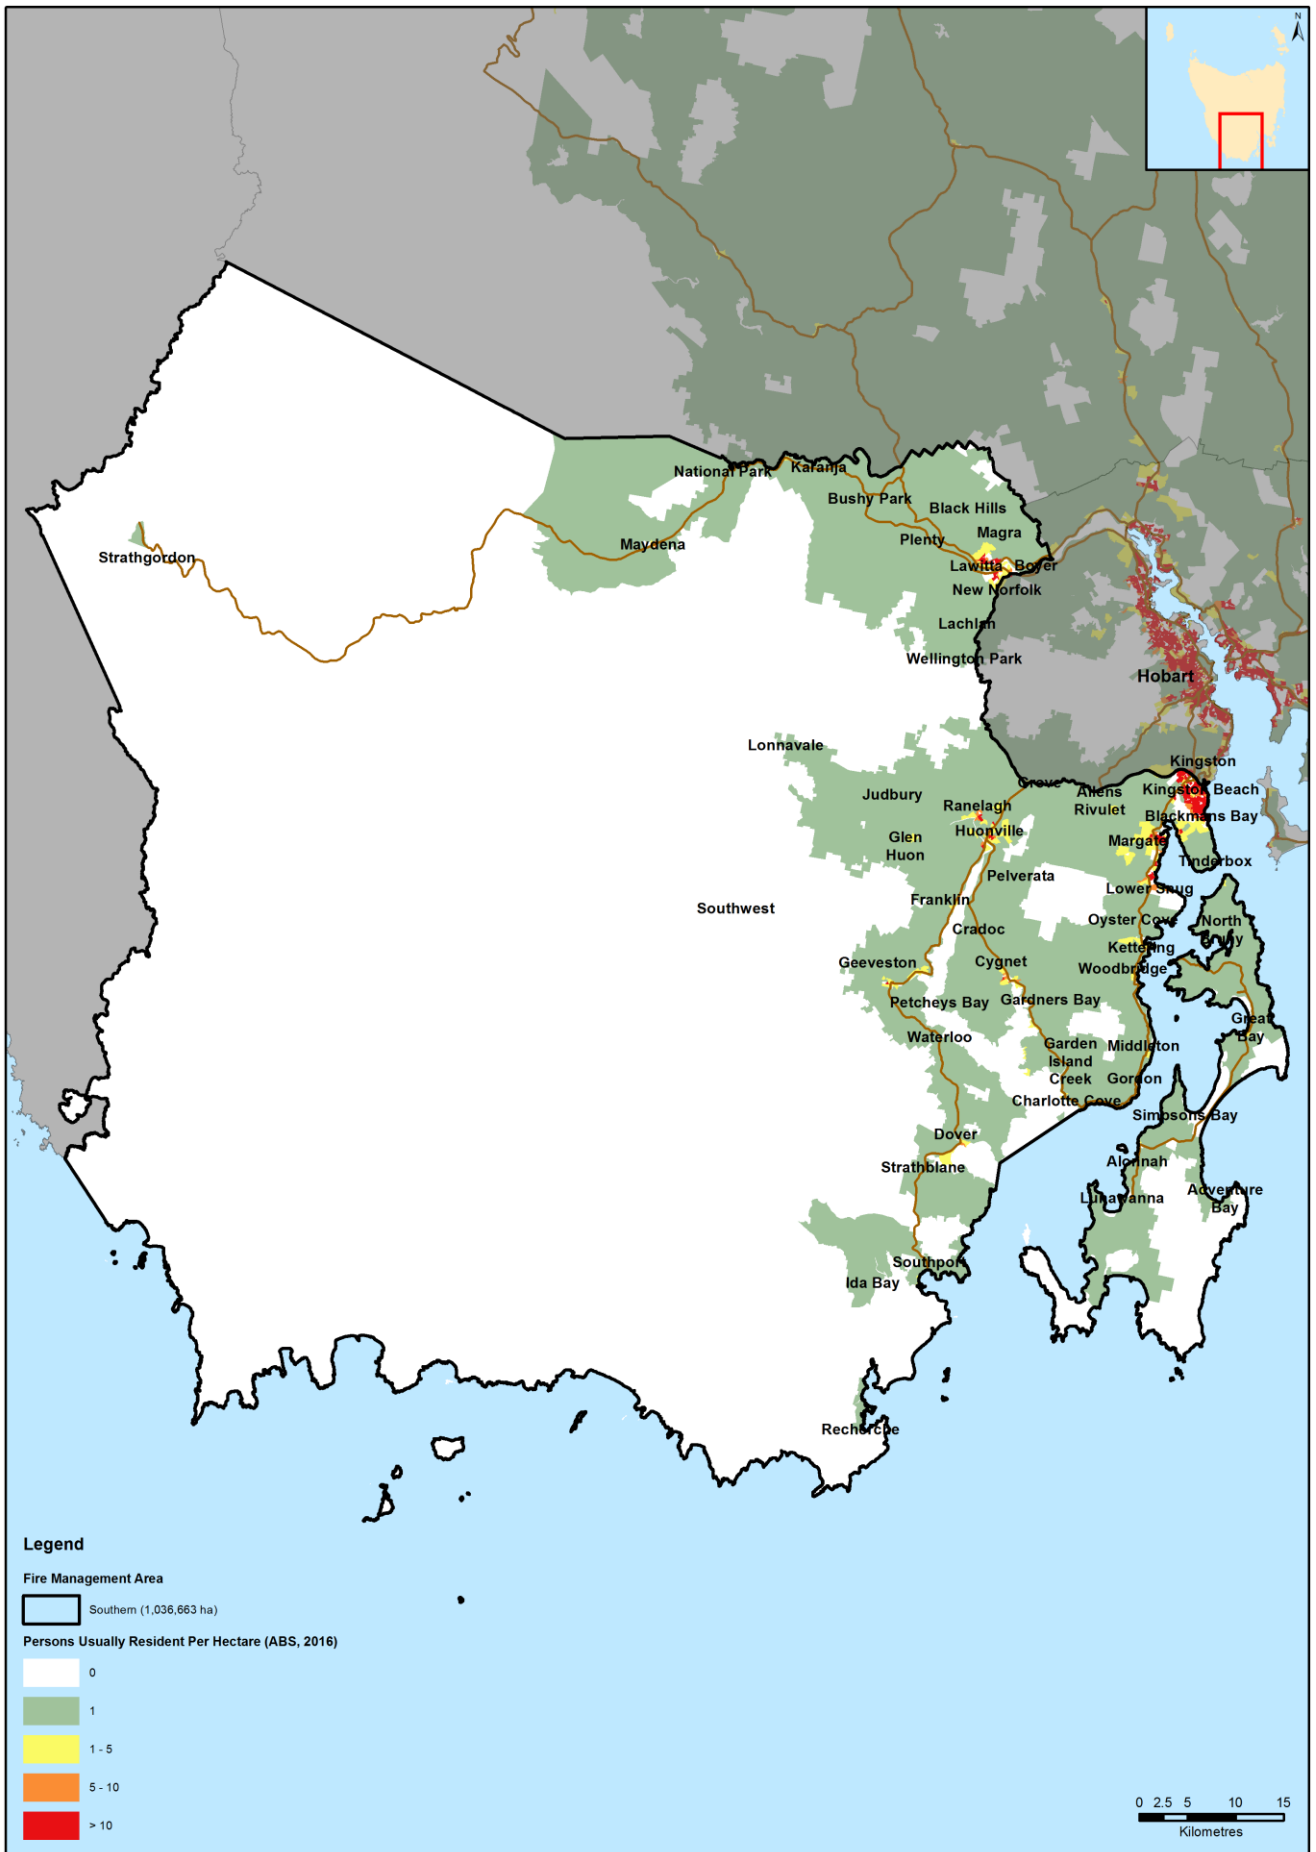 N
National Park
Karanja
Bushy Park
Black Hills
Magra
Plenty
Maydena
Strathgordon
Lawitta
Boyer
New Norfolk
Lachlan
Wellington Park
Hobart
Lonnavale
Kingston
Grove
Allens
Rivulet
Kingston Beach
Judbury
Ranelagh
Blackmans Bay
Huonville
Glen
Huon
Margate
Tinderbox
Pelverata
Lower Snug
Franklin
Southwest
Oyster Cove
North
Bruny
Cradoc
Kettering
Geeveston
Cygnet
Woodbridge
Petcheys Bay
Gardners Bay
Great
Bay
Waterloo
Garden
Island
Creek
Middleton
Gordon
Charlotte Cove
Simpsons Bay
Dover
Strathblane
Alonnah
Lunawanna
Adventure
Bay
Southport
Ida Bay
Recherche
Legend
Fire Management Area
Southern (1,036,663 ha)
Persons Usually Resident Per Hectare (ABS, 2016)
0
1
1 - 5
5 - 10
> 10
0 2.5 5 10 15
Kilometres